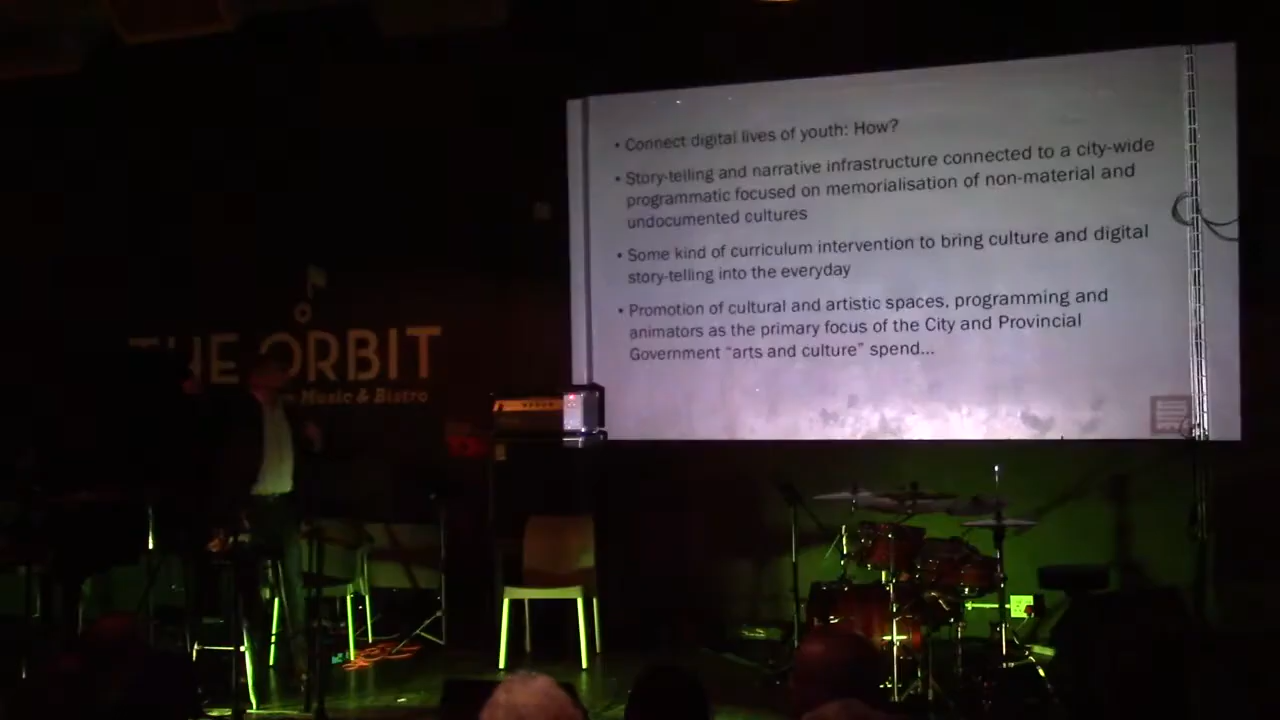 • Connect digital lives of youth: How?
• Story-telling and narrative infrastructure connected to a city-wide
programmatic focused on memorialisation of non-material and
undocumented cultures
• Some kind of curriculum intervention to bring culture and digital
story-telling into the everyday
• Promotion of cultural and artistic spaces, programming and
animators as the primary focus of the City and Provincial
Government “arts and culture” spend...
THE ORBIT
Music & Bistro